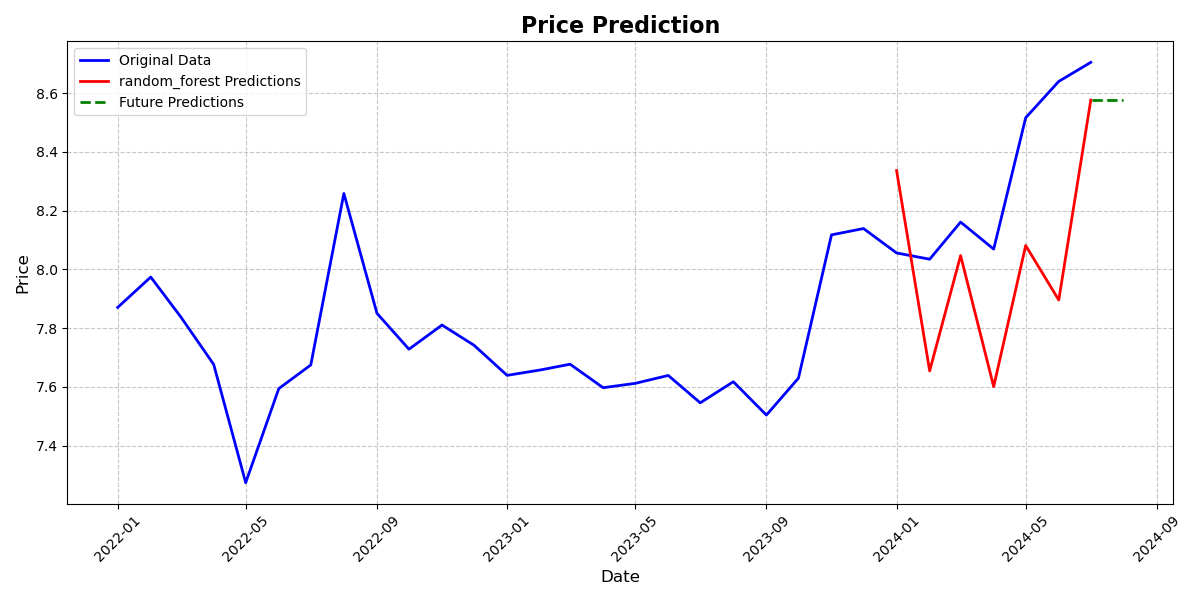 Price Prediction
Original Data
random_forest Predictions
Future Predictions
Price
8.6
8.4
8.2
8.0
7.8
7.6
7.4
2022-01
2022-05
2022-09
2023-01
2023-05
2023-09
2024-01
2024-05
2024-09
Date